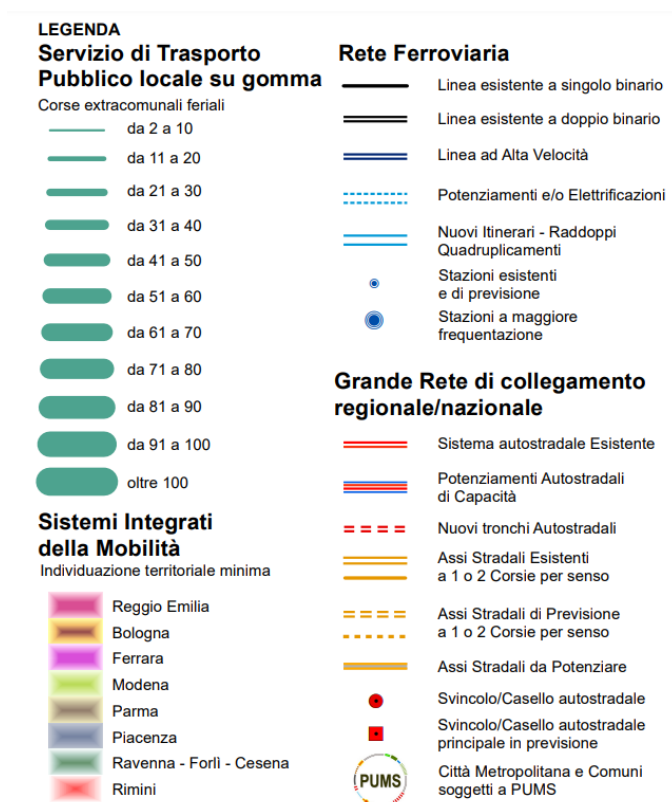 LEGENDA
Servizio di Trasporto
Pubblico locale su gomma
Corse extracomunali feriali
da 2 a 10
da 11 a 20
da 21 a 30
da 31 a 40
da 41 a 50
da 51 a 60
da 61 a 70
da 71 a 80
da 81 a 90
da 91 a 100
oltre 100
Sistemi Integrati
della Mobilità
Individuazione territoriale minima
Reggio Emilia
Bologna
Ferrara
Modena
Parma
Piacenza
Ravenna - Forlì - Cesena
Rimini
Rete Ferroviaria
Linea esistente a singolo binario
Linea esistente a doppio binario
Linea ad Alta Velocità
Potenziamenti e/o Elettrificazioni
Nuovi Itinerari - Raddoppi
Quadruplicamenti
Stazioni esistenti
e di previsione
Stazioni a maggiore
frequentazione
Grande Rete di collegamento
regionale/nazionale
Sistema autostradale Esistente
Potenziamenti Autostradali
di Capacità
Nuovi tronchi Autostradali
Assi Stradali Esistenti
a 1 o 2 Corsie per senso
Assi Stradali di Previsione
a 1 o 2 Corsie per senso
Assi Stradali da Potenziare
Svincolo/Casello autostradale
Svincolo/Casello autostradale
principale in previsione
PUMS
Città Metropolitana e Comuni
soggetti a PUMS